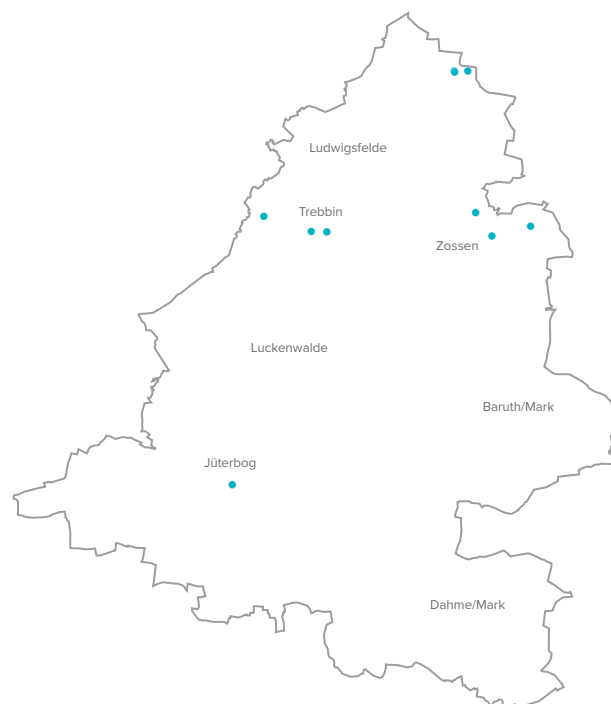 Ludwigsfelde
Trebbin
Zossen
Luckenwalde
Baruth/Mark
Jüterbog
Dahme/Mark